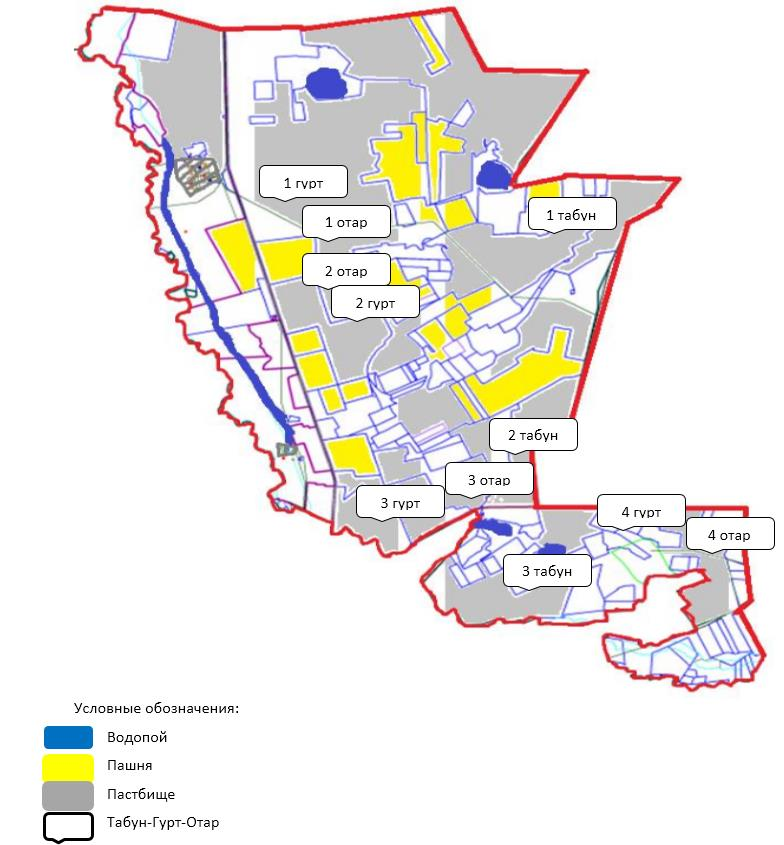 1 гурт
1 отар
1 табун
2 отар
2 гурт
2 табун
3 отар
3 гурт
4 гурт
4 отар
3 табун
Условные обозначения:
Водопой
Пашня
Пастбище
Табун-Гурт-Отар